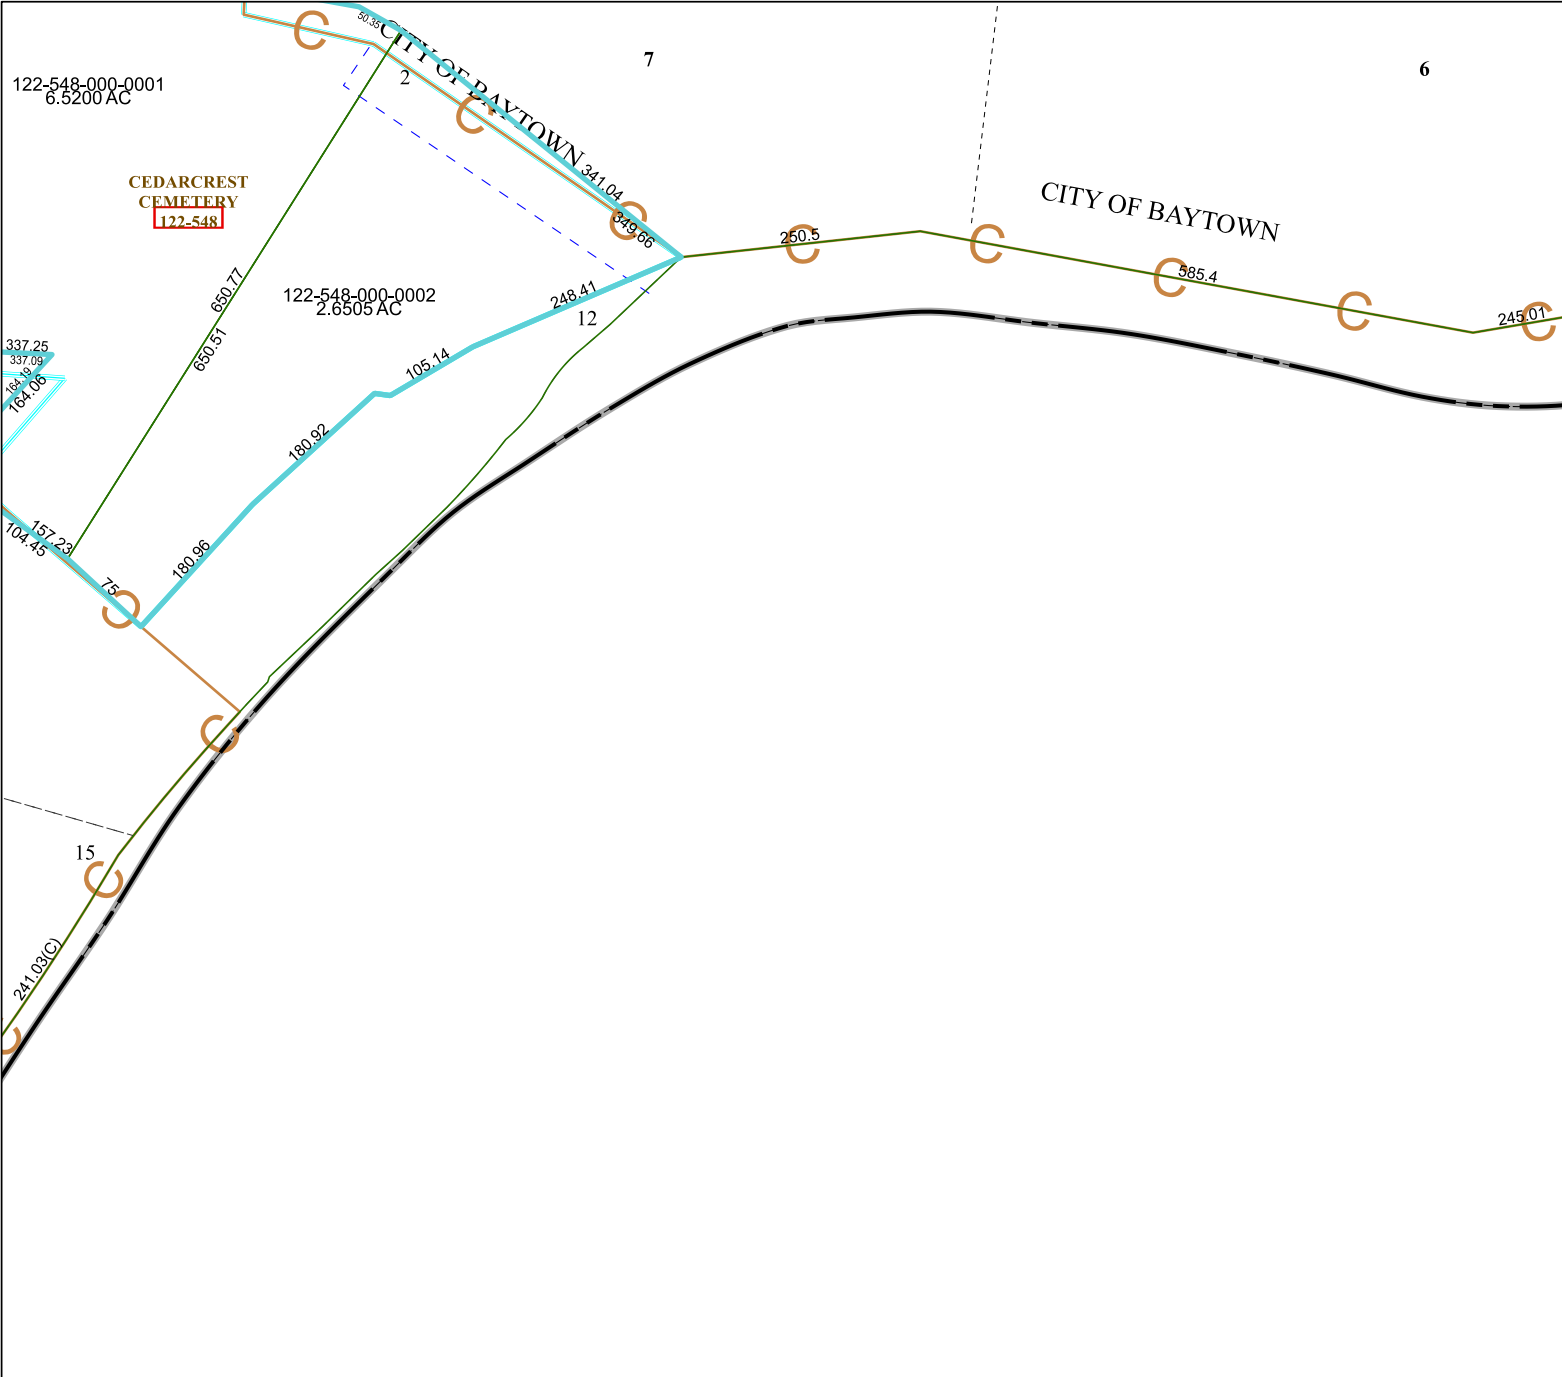 50.35
CITY OF BAYTOWN
7
6
2
122-548-000-0001
6.5200 AC
CEDARCREST
CEMETERY
122-548
341.04
349.66
CITY OF BAYTOWN
250.5
585.4
245.01
650.77
650.51
122-548-000-0002
2.6505 AC
248.41
12
105.14
337.25
337.09
164.19
164.06
180.92
157.23
104.45
180.96
75
15
241.03(C)
C
C
C
C
C
C
C
C
C
C
C
C